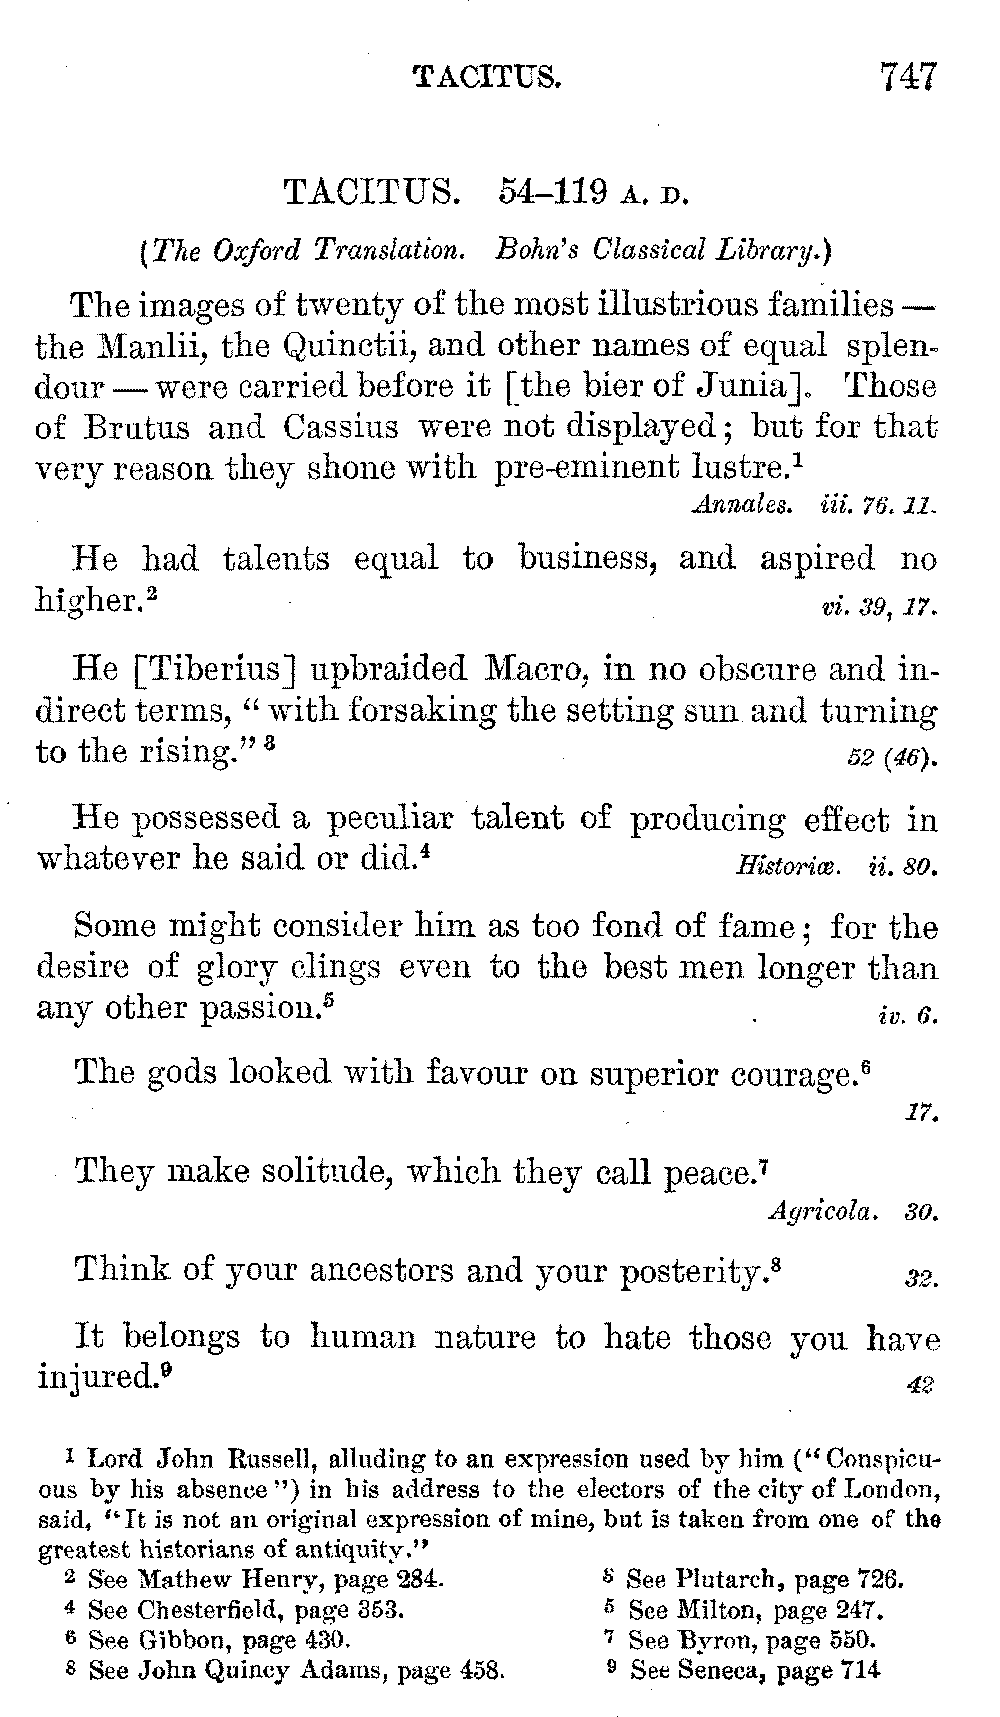 TACITUS. 747
TACITUS. 54–119 A. D.
(The Oxford Translation. Bohn's Classical Library.)
The images of twenty of the most illustrious families —
the Manlii, the Quinctii, and other names of equal splen-
dour — were carried before it [the bier of Junia]. Those
of Brutus and Cassius were not displayed; but for that
very reason they shone with pre-eminent lustre.¹
Annales. iii. 76. 11.
He had talents equal to business, and aspired no
higher.² vi. 39, 17.
He [Tiberius] upbraided Macro, in no obscure and in-
direct terms, "with forsaking the setting sun and turning
to the rising." ³ 52 (46).
He possessed a peculiar talent of producing effect in
whatever he said or did.⁴ Historiæ. ii. 80.
Some might consider him as too fond of fame; for the
desire of glory clings even to the best men longer than
any other passion.⁵ iv. 6.
The gods looked with favour on superior courage.⁶
17.
They make solitude, which they call peace.⁷
Agricola. 30.
Think of your ancestors and your posterity.⁸ 32.
It belongs to human nature to hate those you have
injured.⁹ 42
¹ Lord John Russell, alluding to an expression used by him ("Conspicu-
ous by his absence") in his address to the electors of the city of London,
said, "It is not an original expression of mine, but is taken from one of the
greatest historians of antiquity."
² See Mathew Henry, page 284. ³ See Plutarch, page 726.
⁴ See Chesterfield, page 353. ⁵ See Milton, page 247.
⁶ See Gibbon, page 430. ⁷ See Byron, page 550.
⁸ See John Quincy Adams, page 458. ⁹ See Seneca, page 714